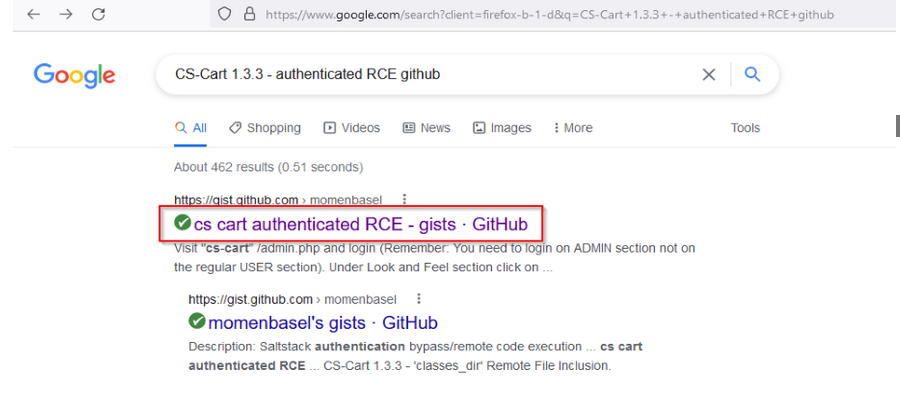 https://www.google.com/search?client=firefox-b-1-d&q=CS-Cart+1.3.3+-+authenticated+RCE+github
Google
CS-Cart 1.3.3 - authenticated RCE github
All Shopping Videos News Images More Tools
About 462 results (0.51 seconds)
https://gist.github.com › momenbasel
cs cart authenticated RCE - gists · GitHub
Visit "cs-cart" /admin.php and login (Remember: You need to login on ADMIN section not on
the regular USER section). Under Look and Feel section click on ...
https://gist.github.com › momenbasel
momenbasel's gists · GitHub
Description: Saltstack authentication bypass/remote code execution ... cs cart
authenticated RCE ... CS-Cart 1.3.3 - 'classes_dir' Remote File Inclusion.